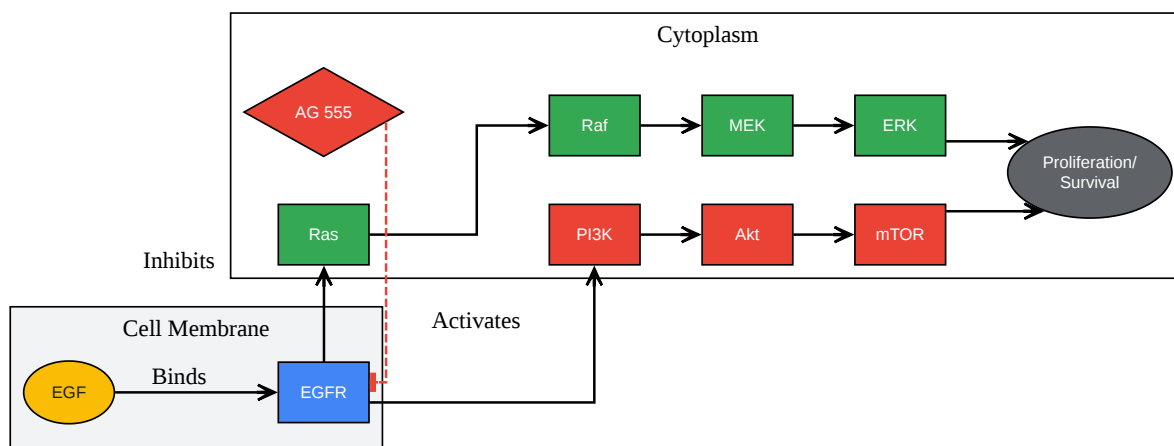 Cytoplasm
AG 555
Raf
MEK
ERK
Proliferation/
Survival
Ras
PI3K
Akt
mTOR
Inhibits
Cell Membrane
Activates
Binds
EGF
EGFR